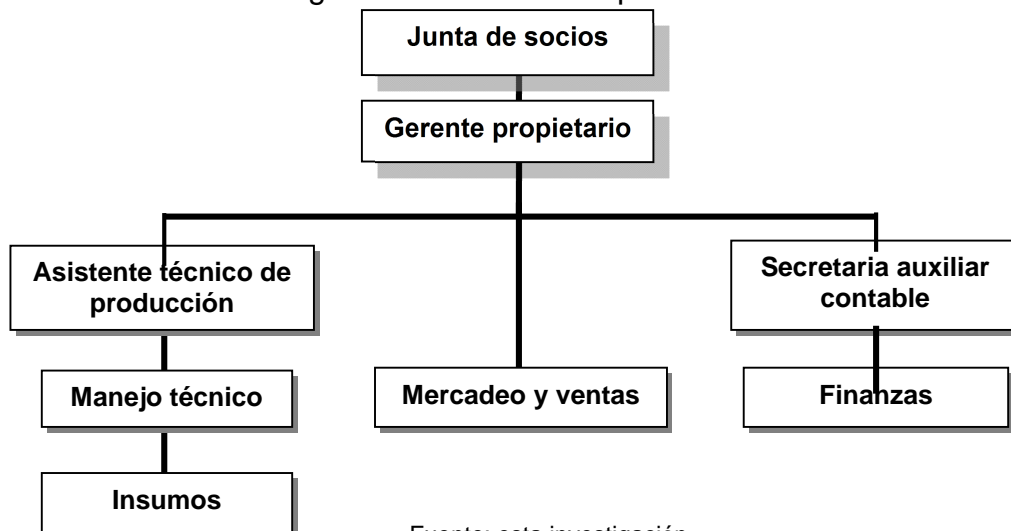 Junta de socios
Gerente propietario
Asistente técnico de
producción
Secretaria auxiliar
contable
Manejo técnico
Mercadeo y ventas
Finanzas
Insumos
esta investigación